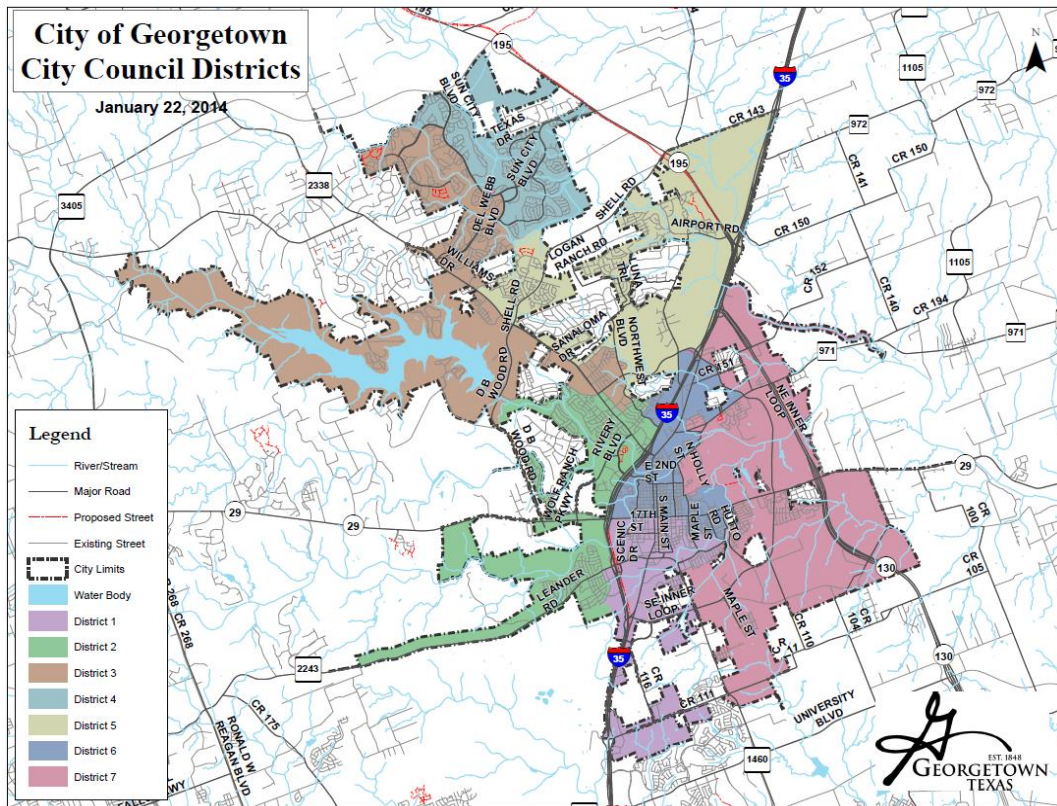 City of Georgetown
City Council Districts
January 22, 2014
195
35
N
1105
972
972
CR 143
SUN CITY
BLVD
TEXAS
DR
SUN CITY
BLVD
195
CR 141
CR 150
2338
3405
DEL WEBB
BLVD
SHELL RD
AIRPORT RD
CR 150
LOGAN
RANCH RD
WILLIAMS
DR
LUNA
TRL
CR 152
1105
CR 140
CR 194
SHELL RD
SANALOMA
DR
NORTHWEST
BLVD
971
971
D B
WOOD RD
CR 151
NE INNER
LOOP
35
D B
WOOD RD
RIVERY
BLVD
N HOLLY
ST
E 2ND
ST
WOLF RANCH
PKWY
29
29
29
CR
100
17TH
ST
SCENIC
DR
S MAIN ST
MAPLE
ST
HUTTO
RD
130
CR
105
LEANDER
RD
SE INNER
LOOP
MAPLE ST
CR 110
CR
104
CR 268
CR 268
2243
35
CR
116
CR 111
130
UNIVERSITY
BLVD
CR 175
RONALD W
REAGAN BLVD
1460
Legend
River/Stream
Major Road
Proposed Street
Existing Street
City Limits
Water Body
District 1
District 2
District 3
District 4
District 5
District 6
District 7
EST. 1848
GEORGETOWN
TEXAS